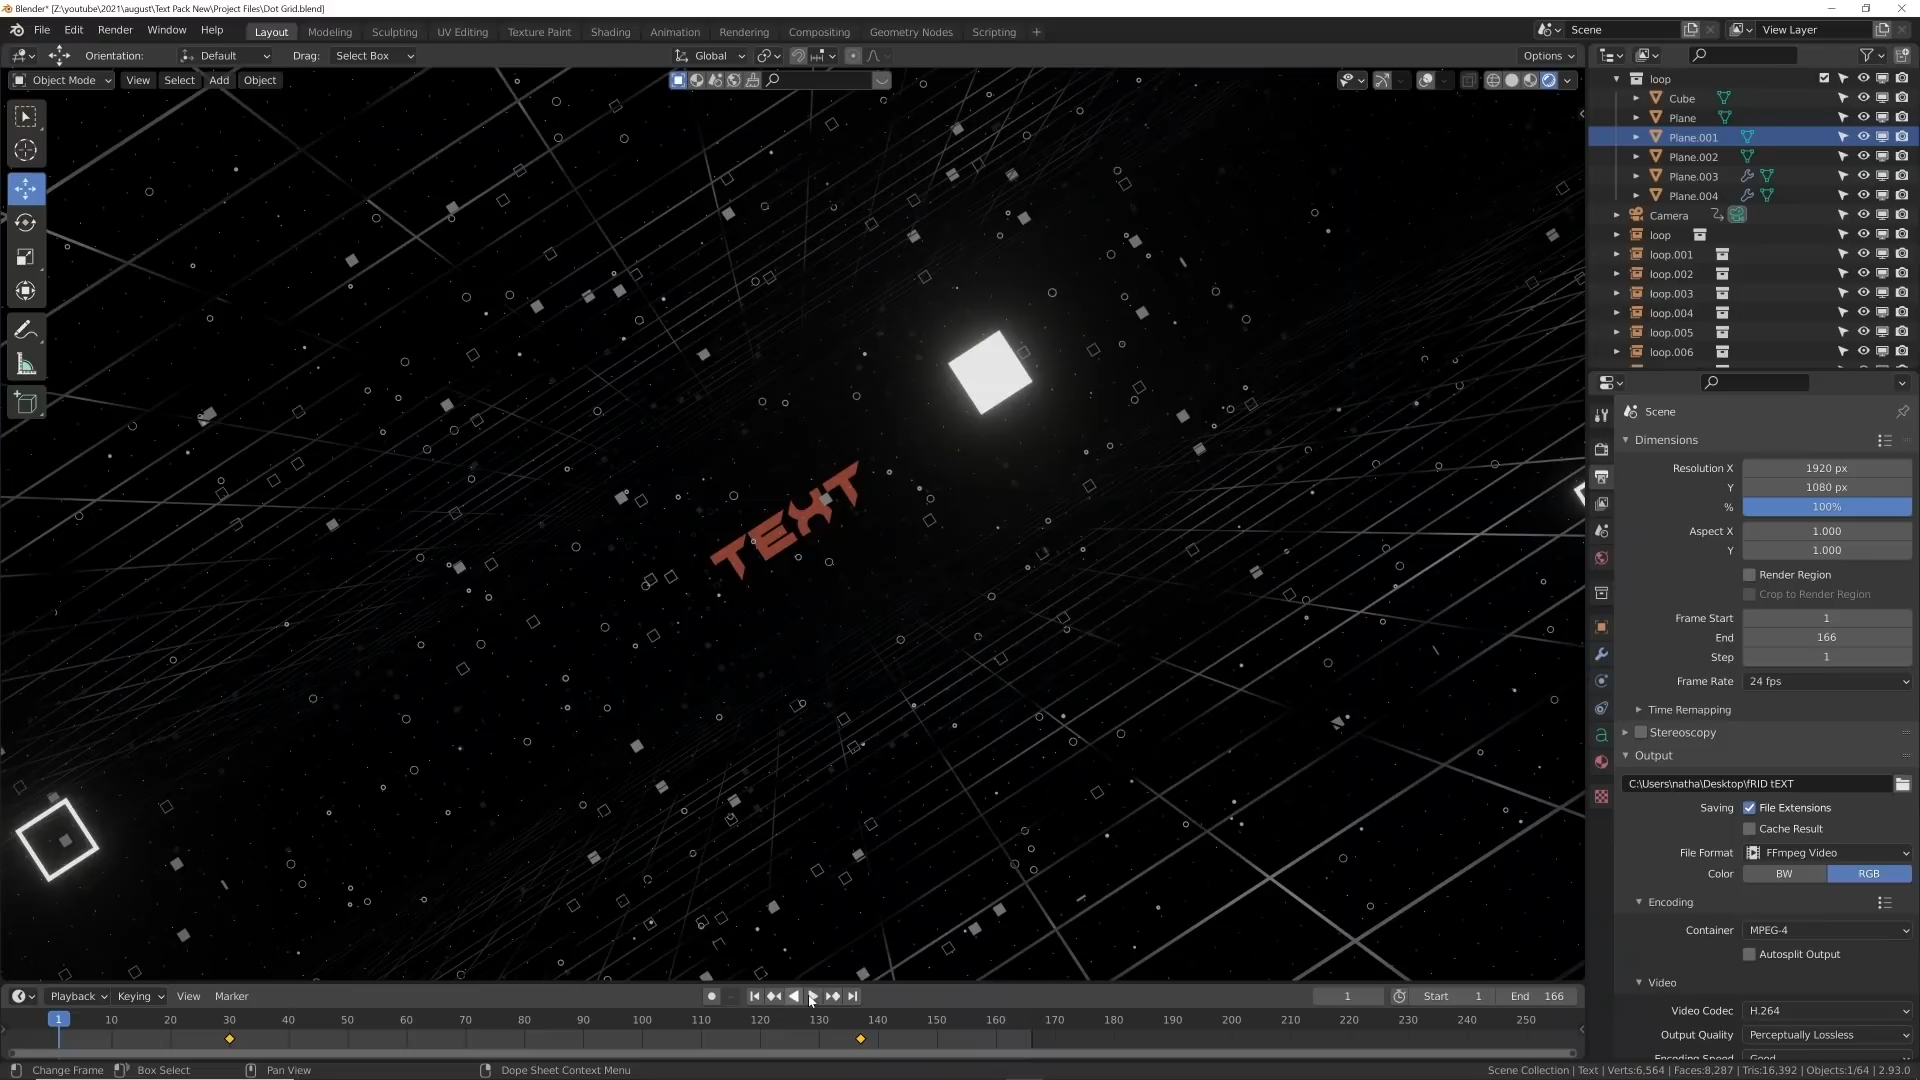 Blender* [Z:\youtube\2021\august\Text Pack New\Project Files\Dot Grid.blend]
File Edit Render Window Help Layout Modeling Sculpting UV Editing Texture Paint Shading Animation Rendering Compositing Geometry Nodes Scripting + Scene View Layer
Orientation: Default Drag: Select Box Global Options
Object Mode View Select Add Object
loop
Cube
Plane
Plane.001
Plane.002
Plane.003
Plane.004
Camera
loop
loop.001
loop.002
loop.003
loop.004
loop.005
loop.006
TEXT
Scene
Dimensions
Resolution X 1920 px
Y 1080 px
% 100%
Aspect X 1.000
Y 1.000
Render Region
Crop to Render Region
Frame Start 1
End 166
Step 1
Frame Rate 24 fps
Time Remapping
Stereoscopy
Output
C:\Users\natha\Desktop\fRID tEXT
Saving File Extensions
Cache Result
File Format FFmpeg Video
Color BW RGB
Encoding
Container MPEG-4
Autosplit Output
Video
Video Codec H.264
Output Quality Perceptually Lossless
Encoding Speed Good
Playback Keying View Marker 1 Start 1 End 166
1 10 20 30 40 50 60 70 80 90 100 110 120 130 140 150 160 170 180 190 200 210 220 230 240 250
Change Frame Box Select Pan View Dope Sheet Context Menu Scene Collection | Text | Verts:6,564 | Faces:8,287 | Tris:16,392 | Objects:1/64 | 2.93.0